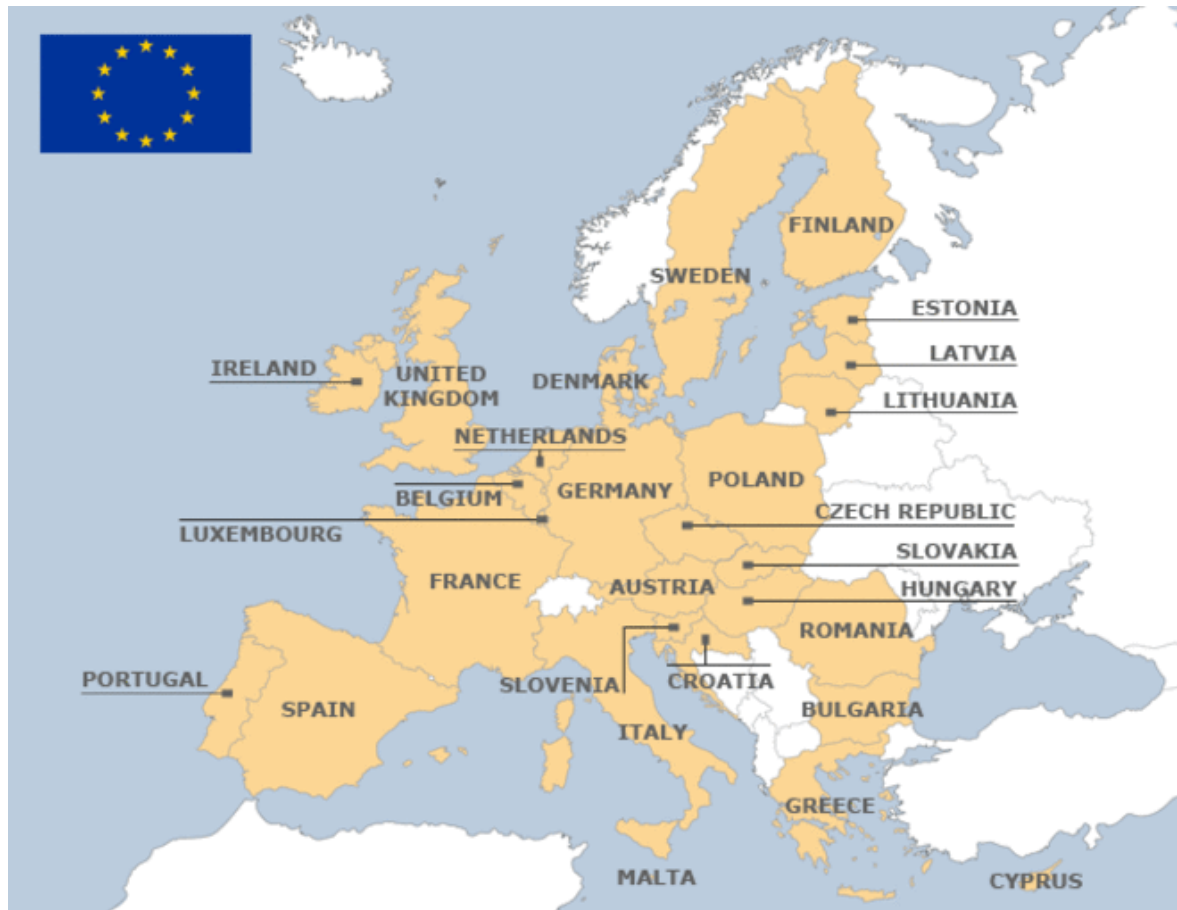 FINLAND
SWEDEN
ESTONIA
LATVIA
IRELAND
UNITED
KINGDOM
DENMARK
LITHUANIA
NETHERLANDS
POLAND
GERMANY
BELGIUM
CZECH REPUBLIC
LUXEMBOURG
SLOVAKIA
FRANCE
AUSTRIA
HUNGARY
ROMANIA
PORTUGAL
SLOVENIA
CROATIA
SPAIN
BULGARIA
ITALY
GREECE
MALTA
CYPRUS